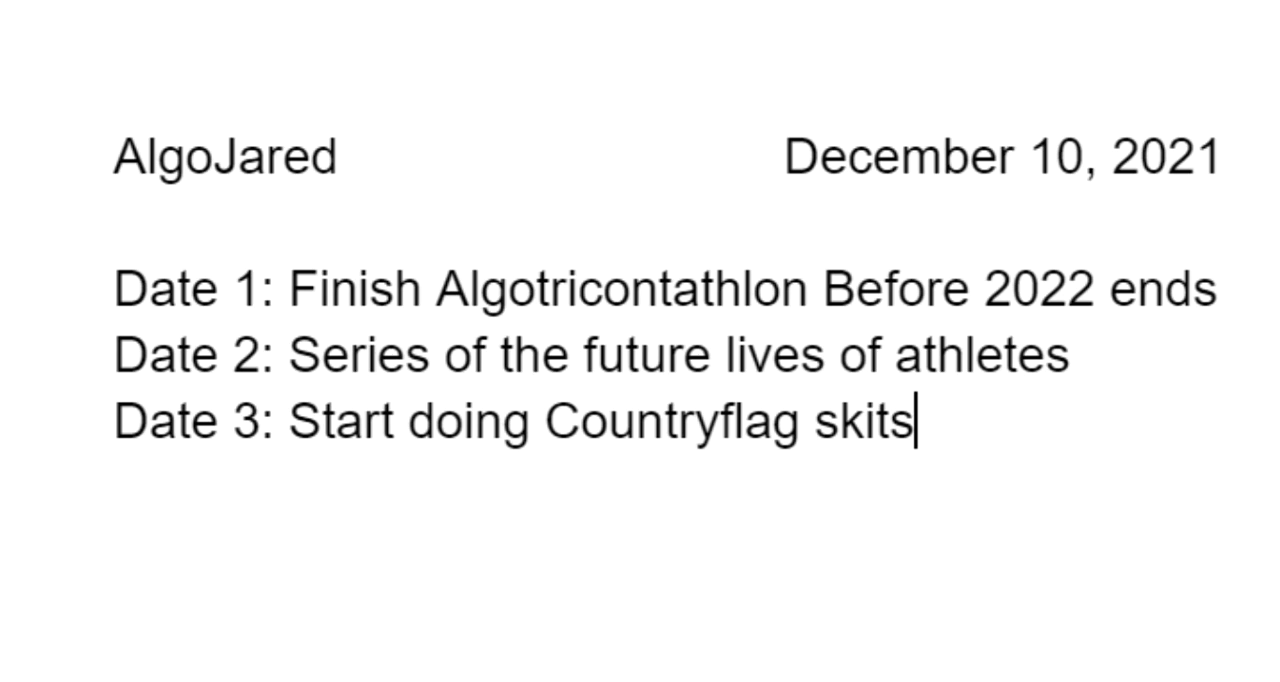 AlgoJared December 10, 2021
Date 1: Finish Algotricontathlon Before 2022 ends
Date 2: Series of the future lives of athletes
Date 3: Start doing Countryflag skits